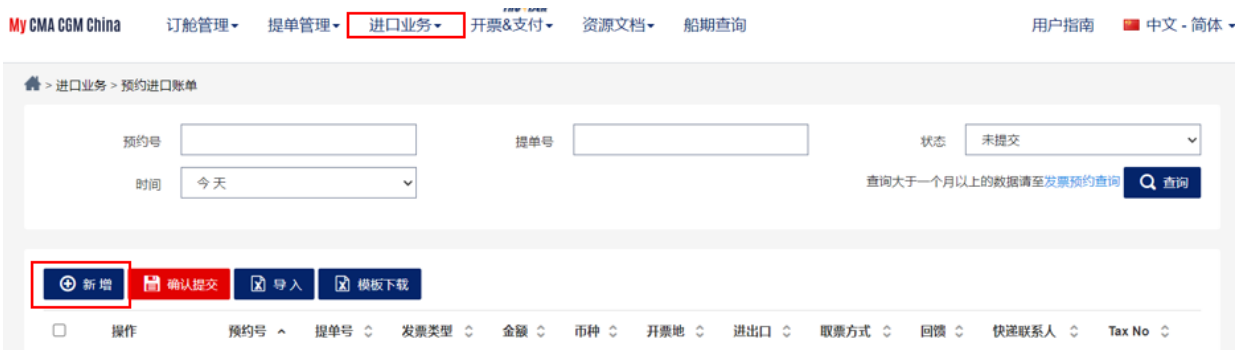 My CMA CGM China 订舱管理 提单管理 进口业务 开票&支付 资源文档 船期查询 用户指南 中文 - 简体
> 进口业务 > 预约进口账单
预约号 提单号 状态 未提交
时间 今天 查询大于一个月以上的数据请至发票预约查询 查询
新增 确认提交 导入 模板下载
操作 预约号 提单号 发票类型 金额 币种 开票地 进出口 取票方式 回馈 快递联系人 Tax No